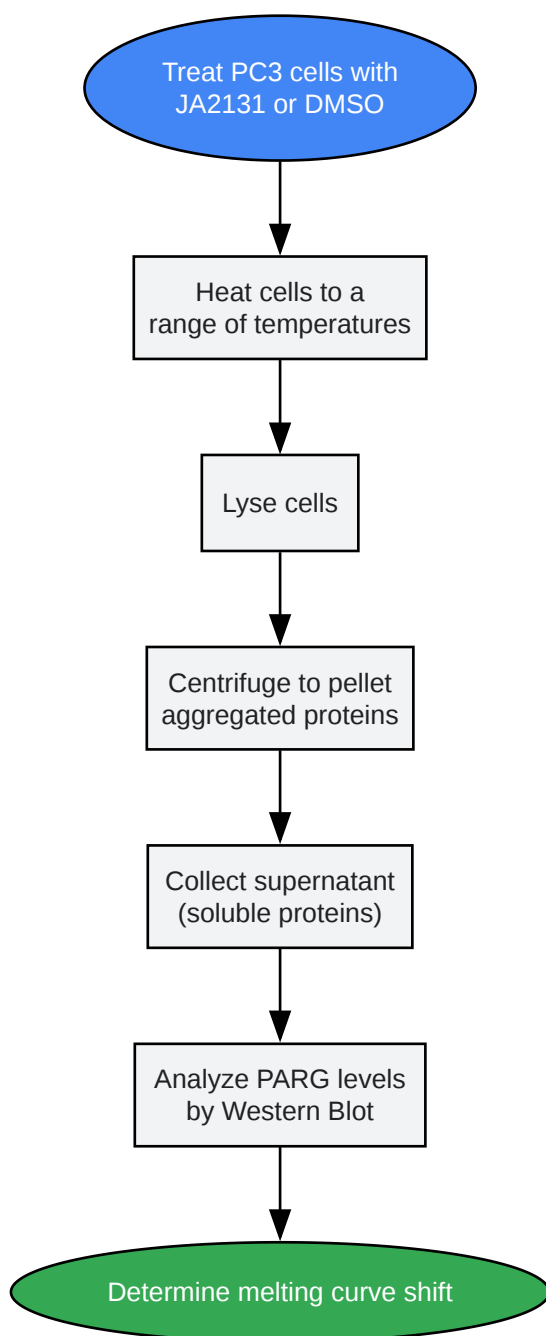 Treat PC3 cells with
JA2131 or DMSO
Heat cells to a
range of temperatures
Lyse cells
Centrifuge to pellet
aggregated proteins
Collect supernatant
(soluble proteins)
Analyze PARG levels
by Western Blot
Determine melting curve shift